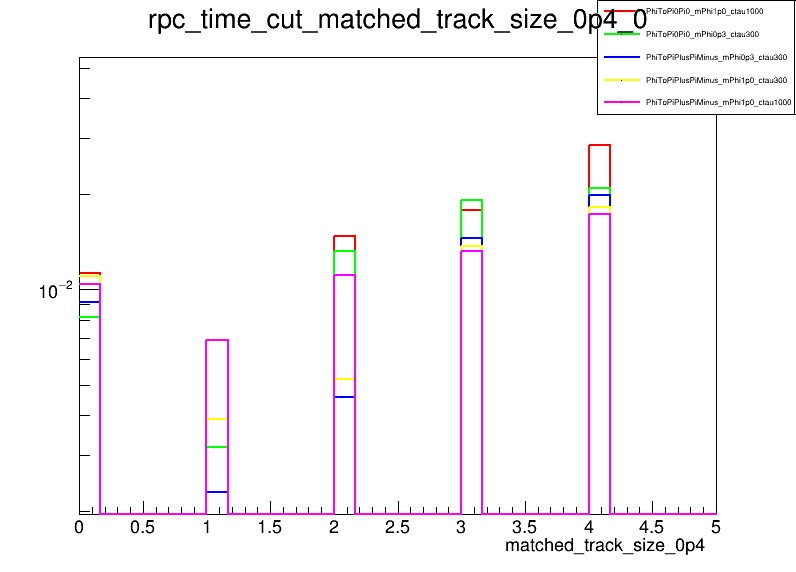 rpc_time_cut_matched_track_size_0p4_0
PhiToPi0Pi0_mPhi1p0_ctau1000
PhiToPi0Pi0_mPhi0p3_ctau300
PhiToPiPlusPiMinus_mPhi0p3_ctau300
PhiToPiPlusPiMinus_mPhi1p0_ctau300
PhiToPiPlusPiMinus_mPhi1p0_ctau1000
10−2
0 0.5 1 1.5 2 2.5 3 3.5 4 4.5 5
matched_track_size_0p4